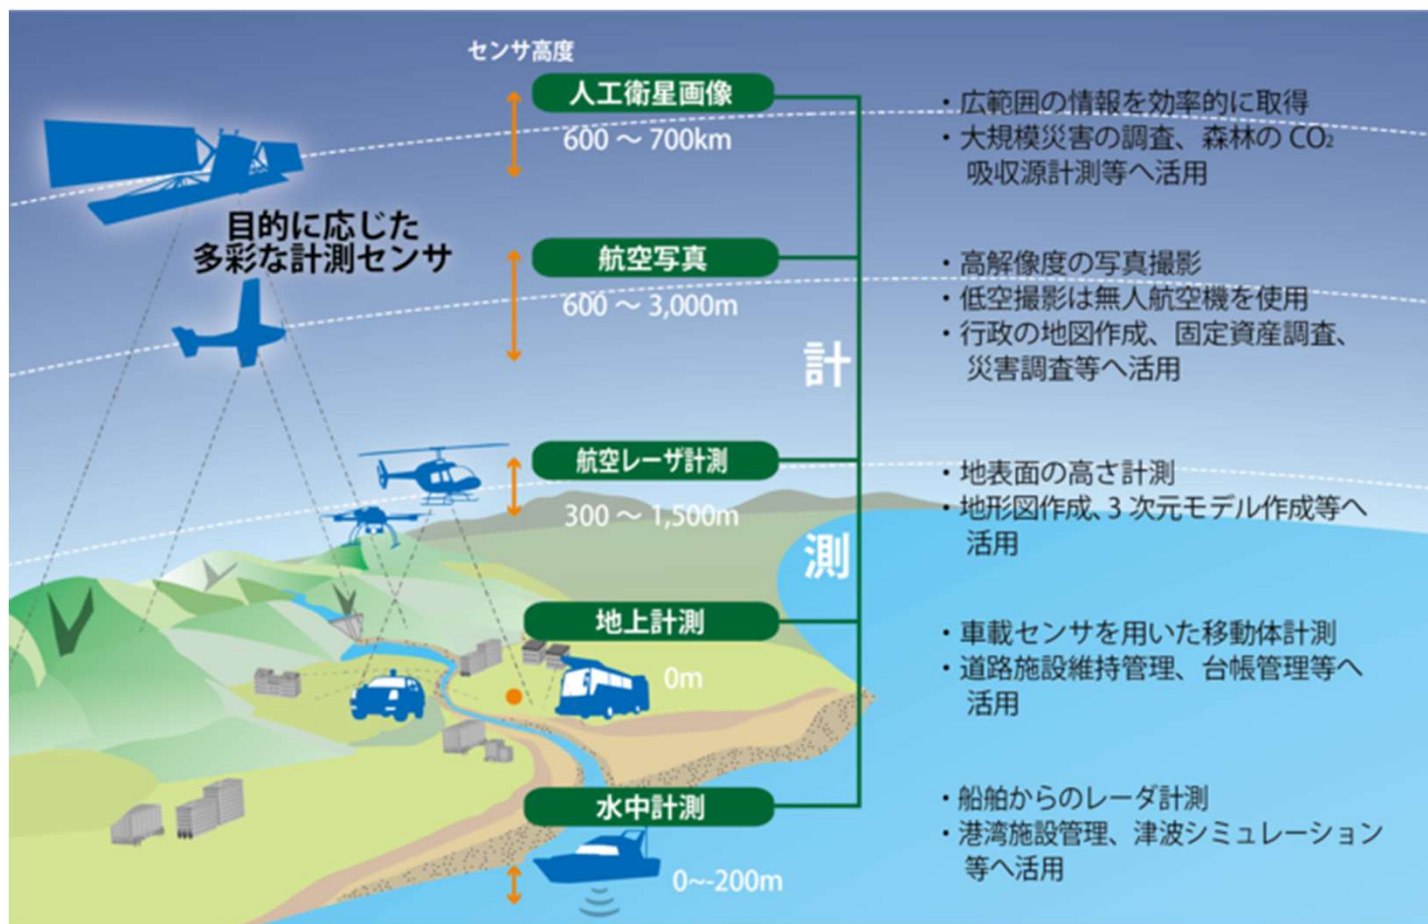 センサ高度
人工衛星画像
600 ～ 700km
・広範囲の情報を効率的に取得
・大規模災害の調査、森林の CO₂
吸収源計測等へ活用
目的に応じた
多彩な計測センサ
航空写真
600 ～ 3,000m
・高解像度の写真撮影
・低空撮影は無人航空機を使用
・行政の地図作成、固定資産調査、
災害調査等へ活用
計
測
航空レーザ計測
300 ～ 1,500m
・地表面の高さ計測
・地形図作成、3 次元モデル作成等へ
活用
地上計測
0m
・車載センサを用いた移動体計測
・道路施設維持管理、台帳管理等へ
活用
水中計測
0~-200m
・船舶からのレーダ計測
・港湾施設管理、津波シミュレーション
等へ活用